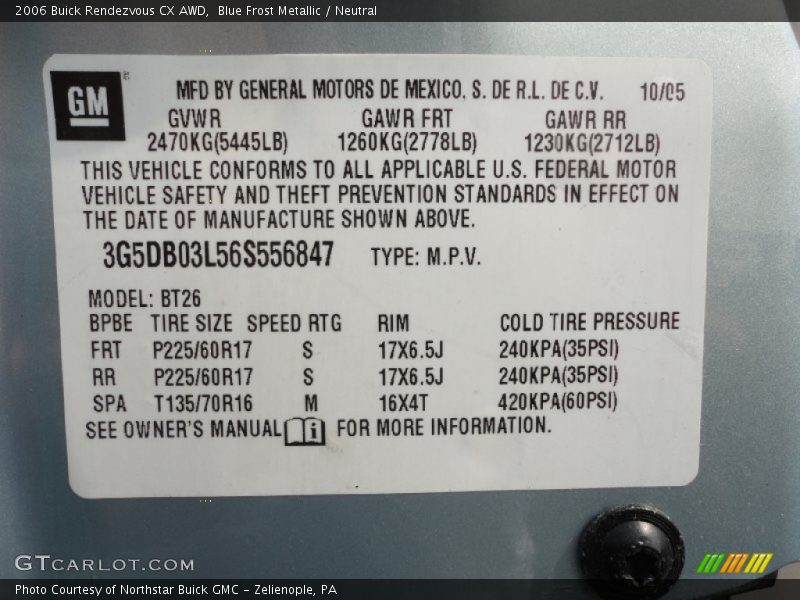 2006 Buick Rendezvous CX AWD,  Blue Frost Metallic / Neutral
GM
MFD BY GENERAL MOTORS DE MEXICO, S. DE R.L. DE C.V. 10/05
GVWR GAWR FRT GAWR RR
2470KG(5445LB) 1260KG(2778LB) 1230KG(2712LB)
THIS VEHICLE CONFORMS TO ALL APPLICABLE U.S. FEDERAL MOTOR
VEHICLE SAFETY AND THEFT PREVENTION STANDARDS IN EFFECT ON
THE DATE OF MANUFACTURE SHOWN ABOVE.
3G5DB03L56S556847 TYPE: M.P.V.
MODEL: BT26
BPBE TIRE SIZE SPEED RTG RIM COLD TIRE PRESSURE
FRT P225/60R17 S 17X6.5J 240KPA(35PSI)
RR P225/60R17 S 17X6.5J 240KPA(35PSI)
SPA T135/70R16 M 16X4T 420KPA(60PSI)
SEE OWNER'S MANUAL i FOR MORE INFORMATION.
GTCARLOT.COM
Photo Courtesy of Northstar Buick GMC – Zelienople, PA